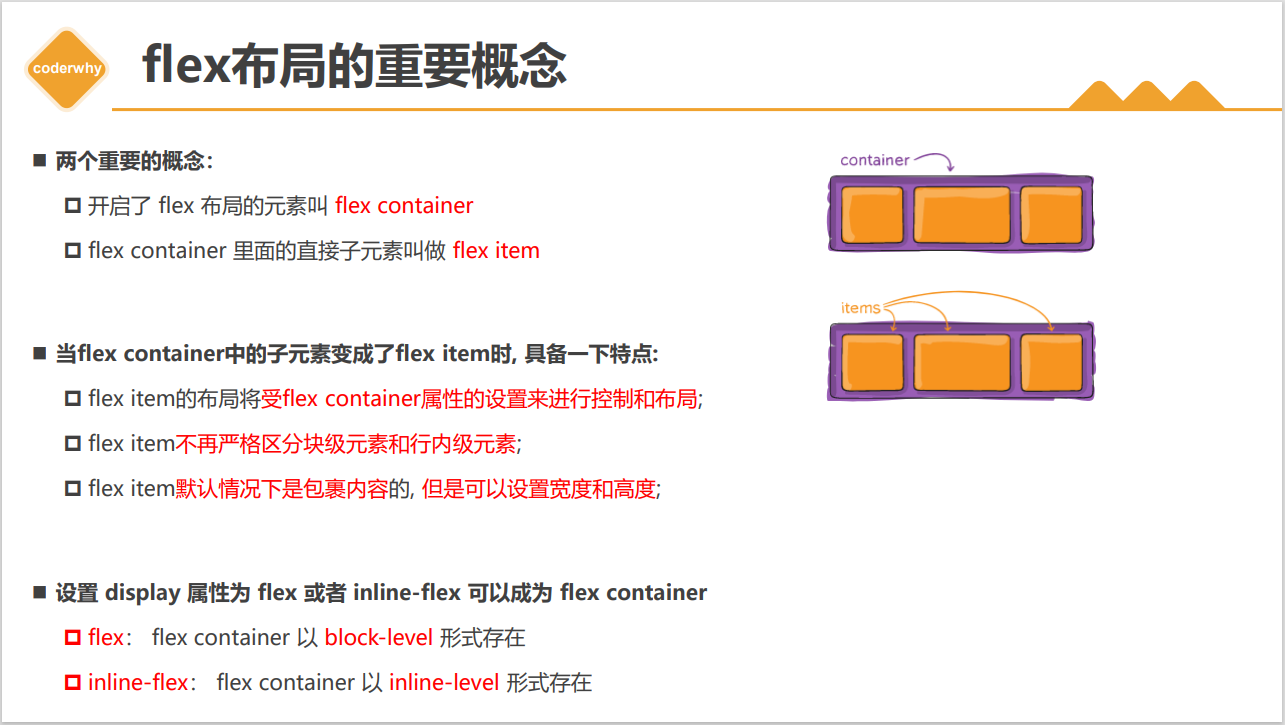 coderwhy
flex布局的重要概念
两个重要的概念：
开启了 flex 布局的元素叫 flex container
flex container 里面的直接子元素叫做 flex item
container
items
当flex container中的子元素变成了flex item时, 具备一下特点:
flex item的布局将受flex container属性的设置来进行控制和布局;
flex item不再严格区分块级元素和行内级元素;
flex item默认情况下是包裹内容的, 但是可以设置宽度和高度;
设置 display 属性为 flex 或者 inline-flex 可以成为 flex container
flex： flex container 以 block-level 形式存在
inline-flex： flex container 以 inline-level 形式存在